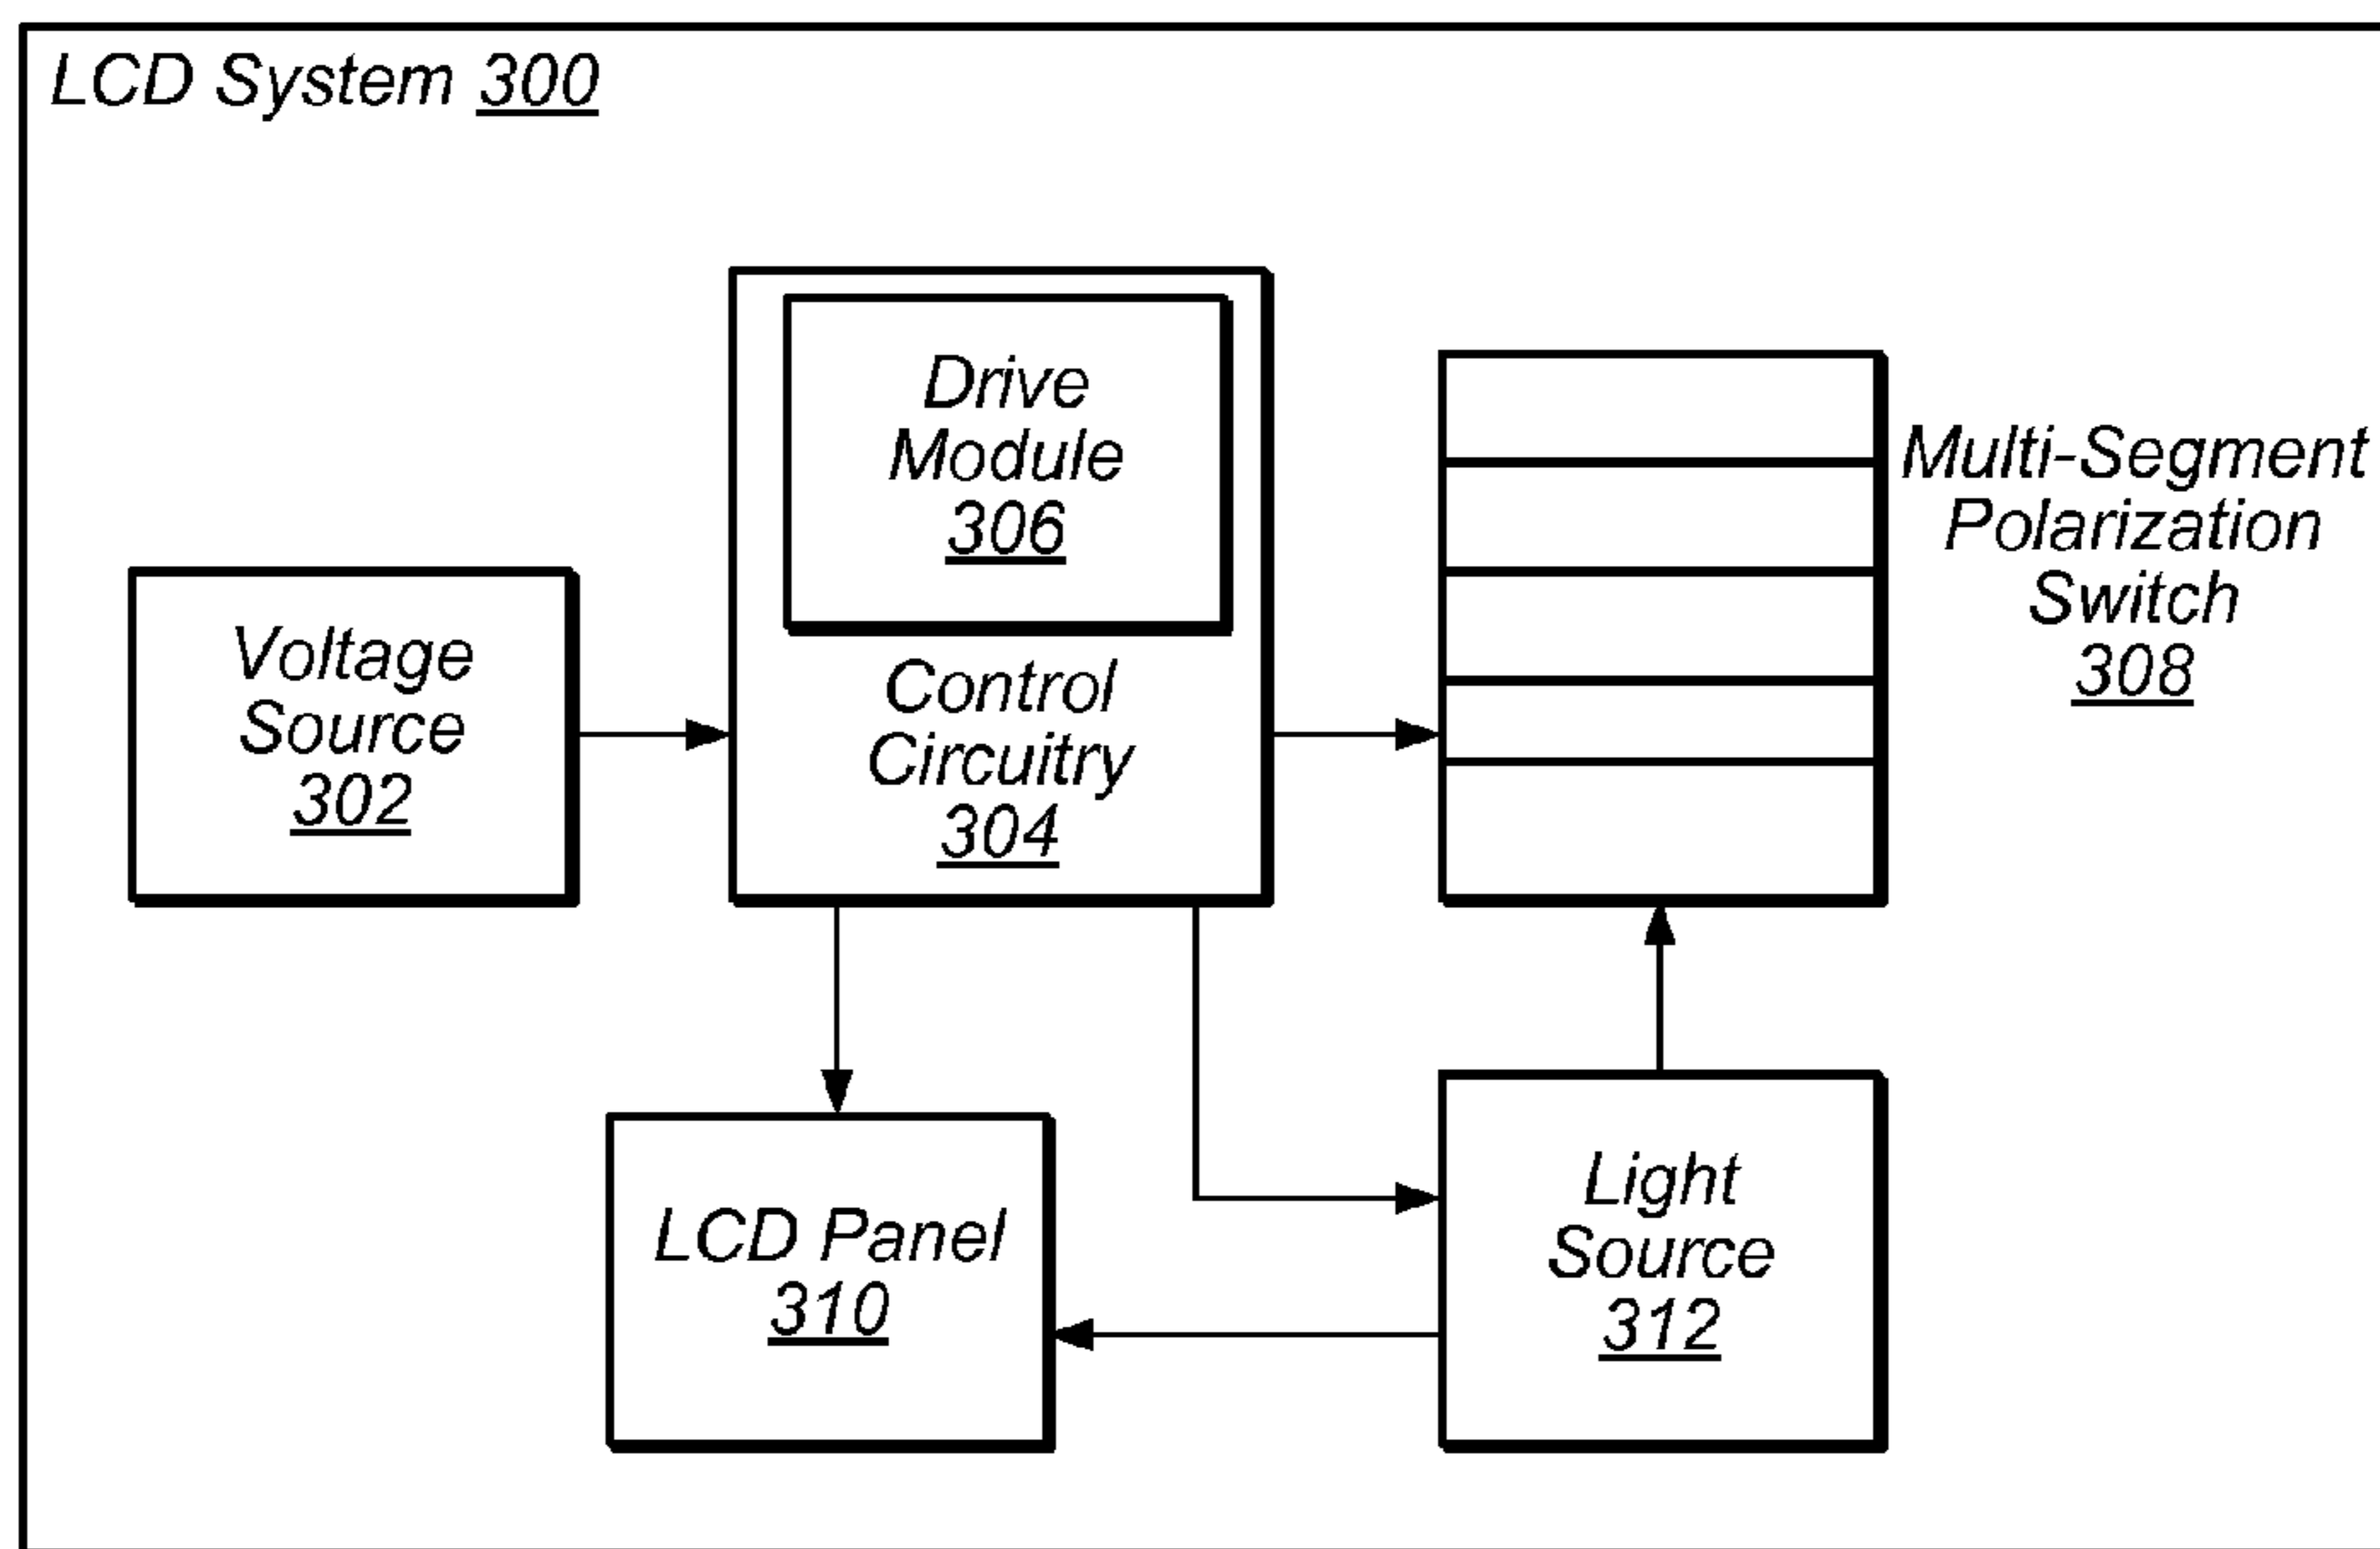 LCD System 300
Drive
Module
306
Control
Circuitry
304
Voltage
Source
302
Multi-Segment
Polarization
Switch
308
LCD Panel
310
Light
Source
312